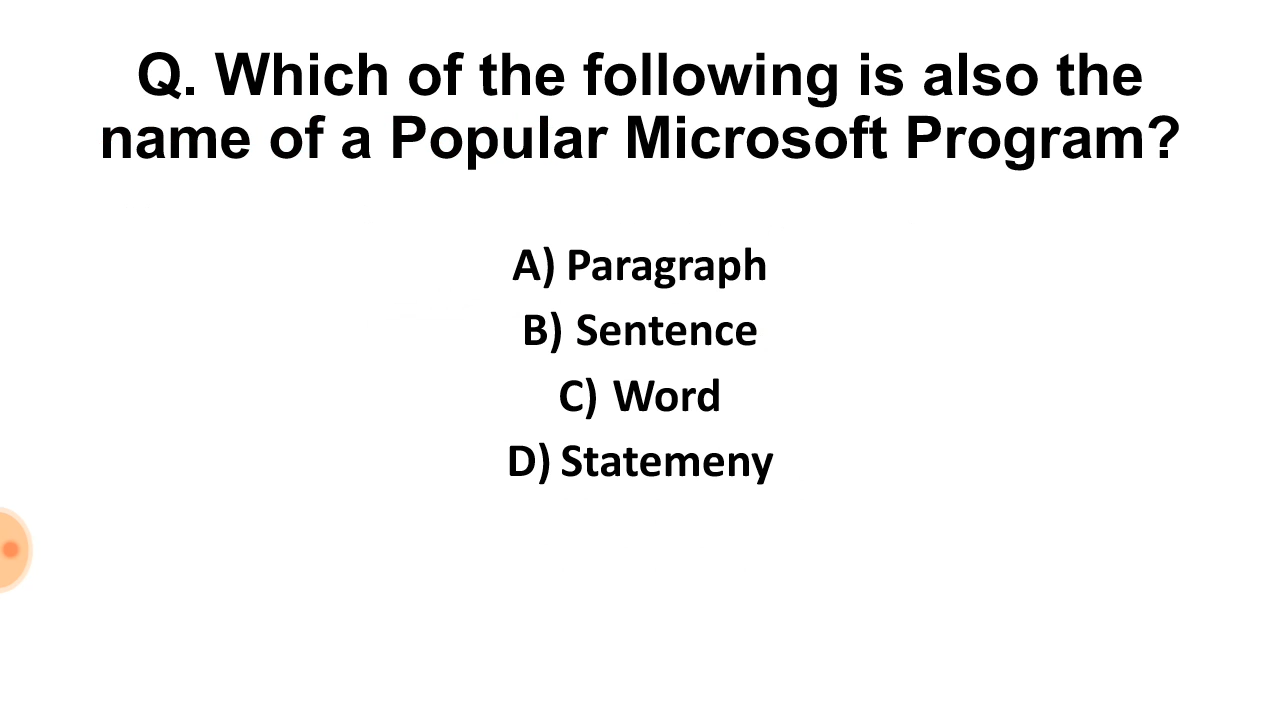 Q. Which of the following is also the
name of a Popular Microsoft Program?
A) Paragraph
B) Sentence
C) Word
D) Statemeny